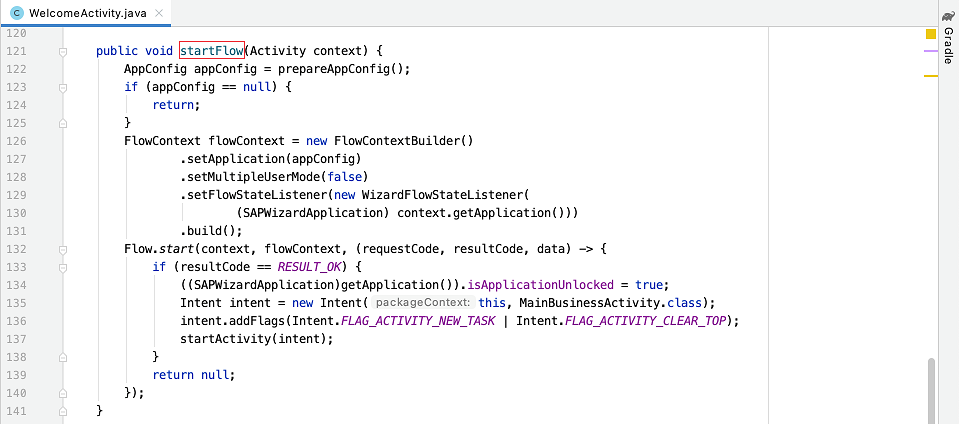 WelcomeActivity.java
Gradle
120
121 public void startFlow(Activity context) {
122 AppConfig appConfig = prepareAppConfig();
123 if (appConfig == null) {
124 return;
125 }
126 FlowContext flowContext = new FlowContextBuilder()
127 .setApplication(appConfig)
128 .setMultipleUserMode(false)
129 .setFlowStateListener(new WizardFlowStateListener(
130 (SAPWizardApplication) context.getApplication()))
131 .build();
132 Flow.start(context, flowContext, (requestCode, resultCode, data) -> {
133 if (resultCode == RESULT_OK) {
134 ((SAPWizardApplication)getApplication()).isApplicationUnlocked = true;
135 Intent intent = new Intent( packageContext: this, MainBusinessActivity.class);
136 intent.addFlags(Intent.FLAG_ACTIVITY_NEW_TASK | Intent.FLAG_ACTIVITY_CLEAR_TOP);
137 startActivity(intent);
138 }
139 return null;
140 });
141 }